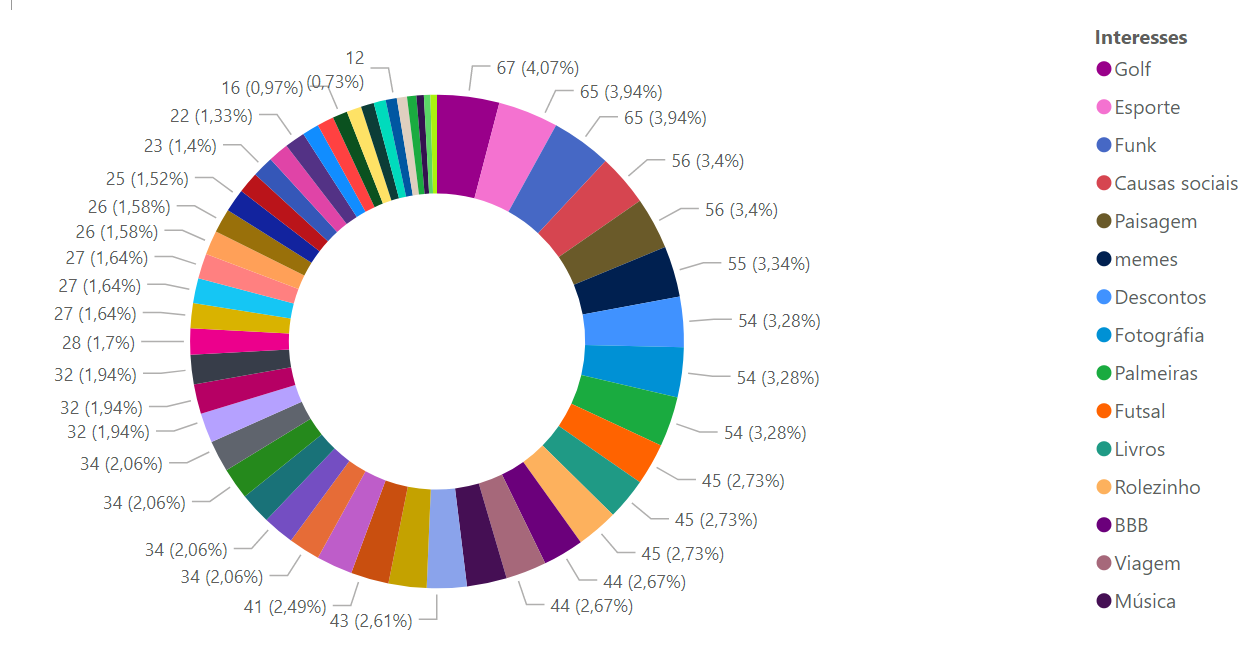 Interesses
Golf
Esporte
Funk
Causas sociais
Paisagem
memes
Descontos
Fotográfia
Palmeiras
Futsal
Livros
Rolezinho
BBB
Viagem
Música
67 (4,07%)
65 (3,94%)
65 (3,94%)
56 (3,4%)
56 (3,4%)
55 (3,34%)
54 (3,28%)
54 (3,28%)
54 (3,28%)
45 (2,73%)
45 (2,73%)
45 (2,73%)
44 (2,67%)
44 (2,67%)
43 (2,61%)
41 (2,49%)
34 (2,06%)
34 (2,06%)
34 (2,06%)
34 (2,06%)
32 (1,94%)
32 (1,94%)
32 (1,94%)
28 (1,7%)
27 (1,64%)
27 (1,64%)
27 (1,64%)
26 (1,58%)
26 (1,58%)
25 (1,52%)
23 (1,4%)
22 (1,33%)
16 (0,97%)
12
(0,73%)